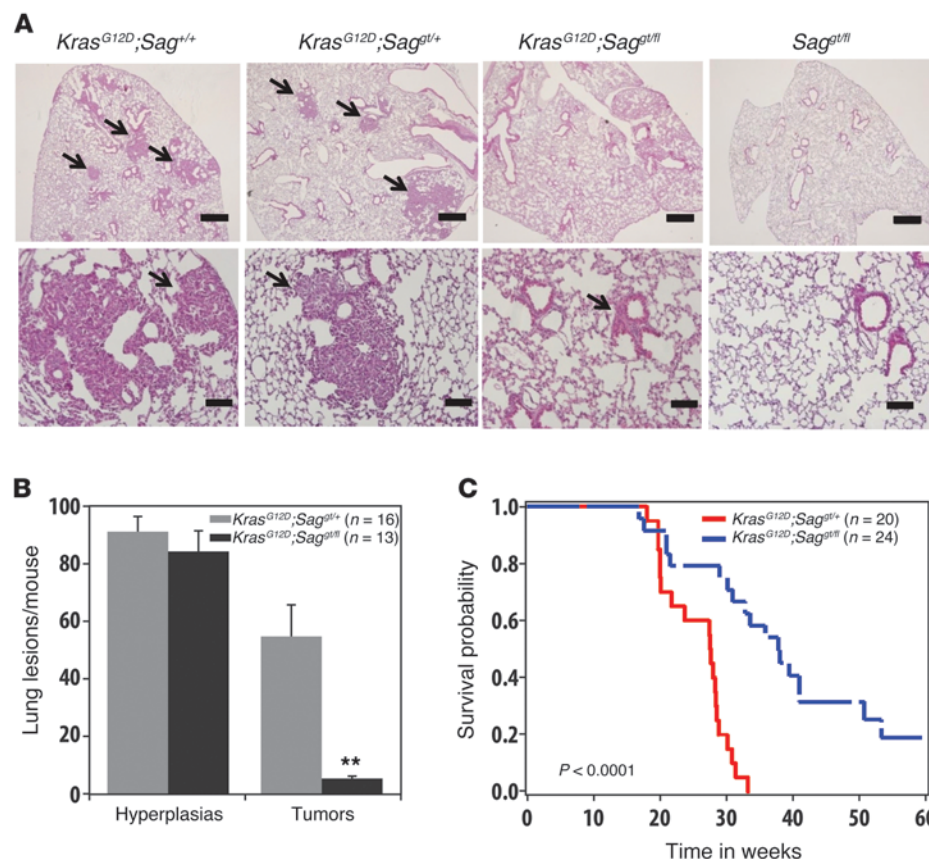 A
Kras^G12D;Sag^+/+ Kras^G12D;Sag^gt/+ Kras^G12D;Sag^gt/fl Sag^gt/fl
B
Lung lesions/mouse
100
80
60
40
20
0
Kras^G12D;Sag^gt/+ (n = 16)
Kras^G12D;Sag^gt/fl (n = 13)
**
Hyperplasias Tumors
C
Survival probability
1.0
0.8
0.6
0.4
0.2
0.0
Kras^G12D;Sag^gt/+ (n = 20)
Kras^G12D;Sag^gt/fl (n = 24)
P < 0.0001
0 10 20 30 40 50 60
Time in weeks